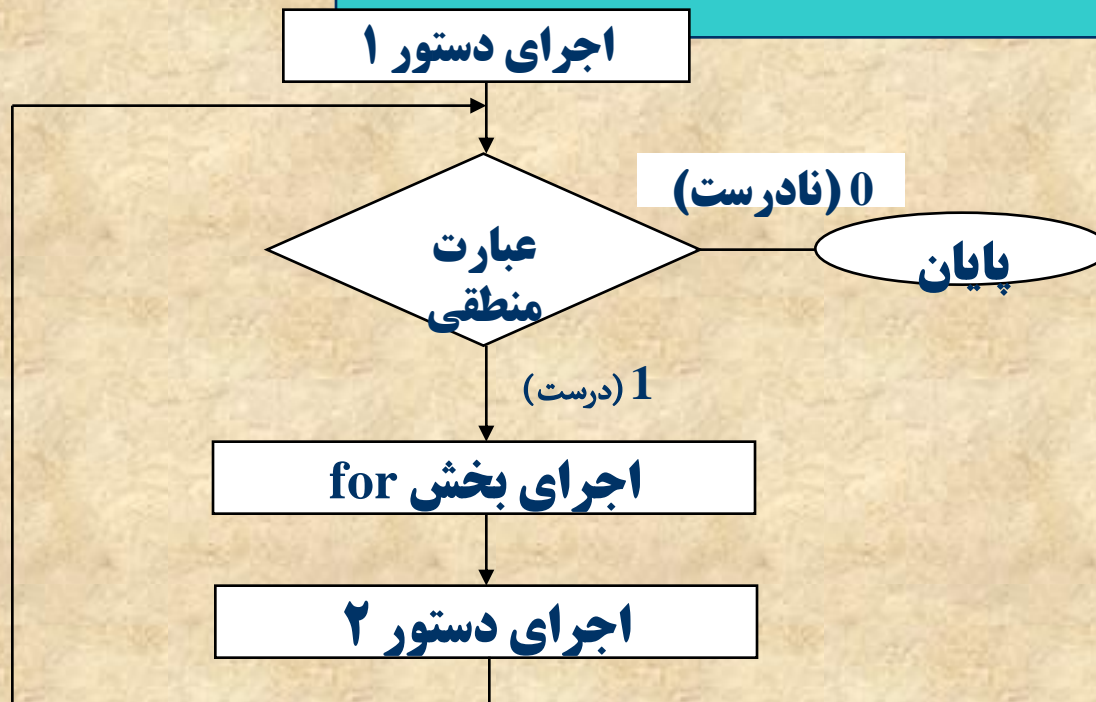 اجرای دستور ۱
0 (نادرست)
عبارت
منطقی
پایان
1 (درست)
اجرای بخش for
اجرای دستور ۲